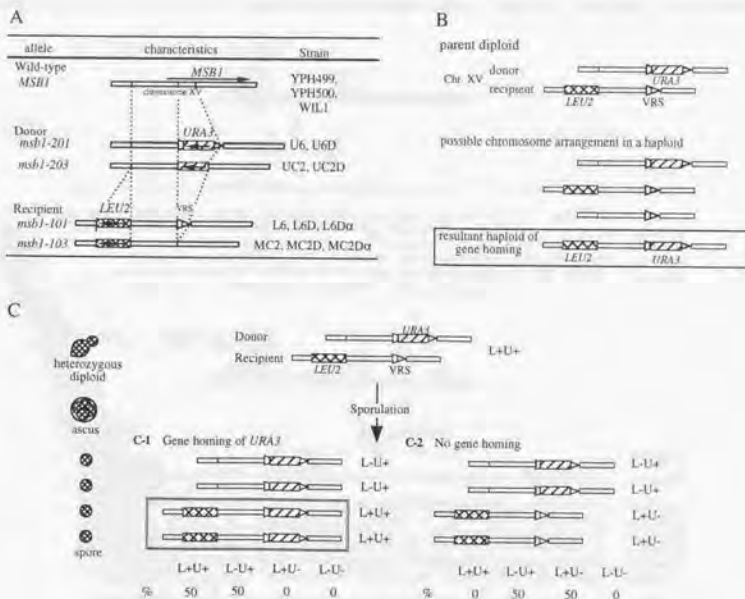 A
allele characteristics Strain
Wild-type
MSB1
MSB1
chromosome XV
YPH499,
YPH500,
WIL1
Donor
URA3
msb1-201 U6, U6D
msb1-203 UC2, UC2D
Recipient LEU2 VRS
msb1-101 L6, L6D, L6Dα
msb1-103 MC2, MC2D, MC2Dα
B
parent diploid
Chr. XV donor
URA3
recipient
LEU2 VRS
possible chromosome arrangement in a haploid
resultant haploid of
gene homing
LEU2 URA3
C
heterozygous
diploid
Donor URA3
L+U+
Recipient
LEU2 VRS
Sporulation
ascus
C-1 Gene homing of URA3
L-U+
L-U+
L+U+
L+U+
C-2 No gene homing
L-U+
L-U+
L+U-
L+U-
spore
L+U+ L-U+ L+U- L-U-
% 50 50 0 0
L+U+ L-U+ L+U- L-U-
% 0 50 50 0